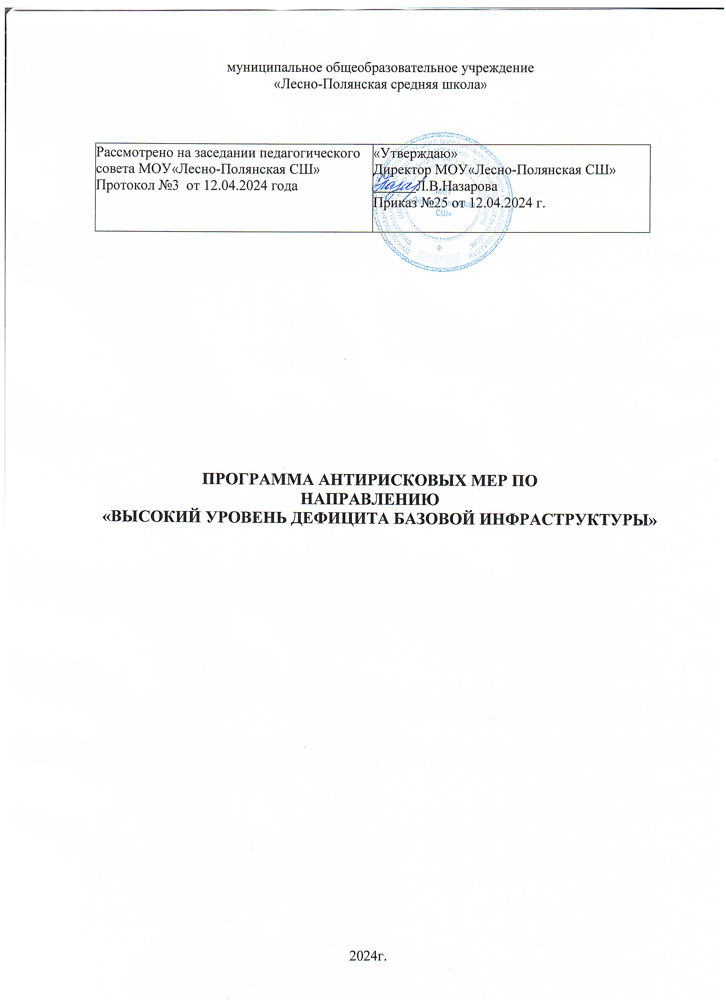 муниципальное общеобразовательное учреждение
«Лесно-Полянская средняя школа»
Рассмотрено на заседании педагогического
совета МОУ«Лесно-Полянская СШ»
Протокол №3 от 12.04.2024 года
«Утверждаю»
Директор МОУ«Лесно-Полянская СШ»
Л.В.Назарова
Приказ №25 от 12.04.2024 г.
МОУ
СШ»
ПРОГРАММА АНТИРИСКОВЫХ МЕР ПО
НАПРАВЛЕНИЮ
«ВЫСОКИЙ УРОВЕНЬ ДЕФИЦИТА БАЗОВОЙ ИНФРАСТРУКТУРЫ»
2024г.